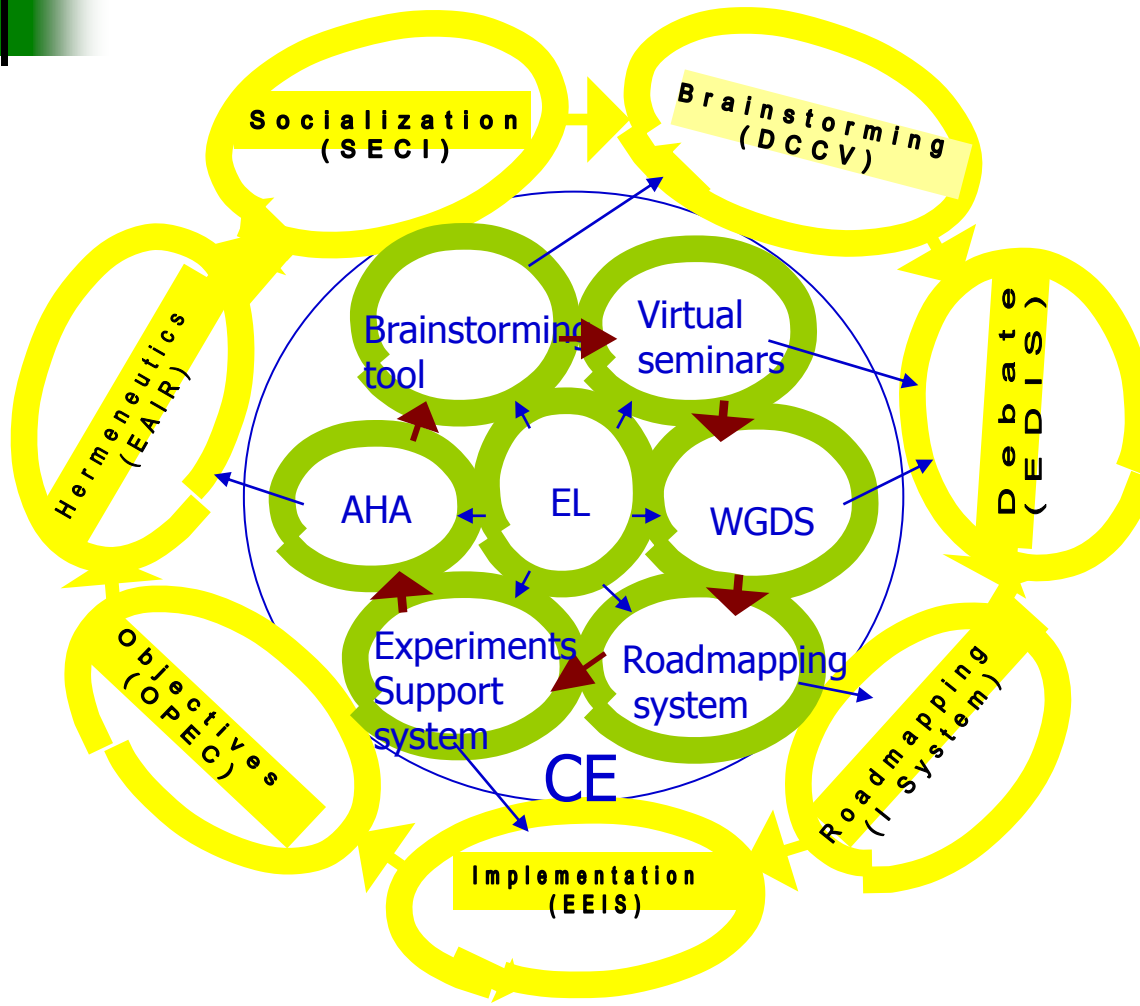 Socialization
(SECI)
Brainstorming
(DCCV)
Debate
(EDIS)
Roadmapping
(I System)
Implementation
(EEIS)
Objectives
(OPEC)
Hermeneutics
(EAIR)
Brainstorming
tool
Virtual
seminars
AHA
EL
WGDS
Experiments
Support
system
Roadmapping
system
CE